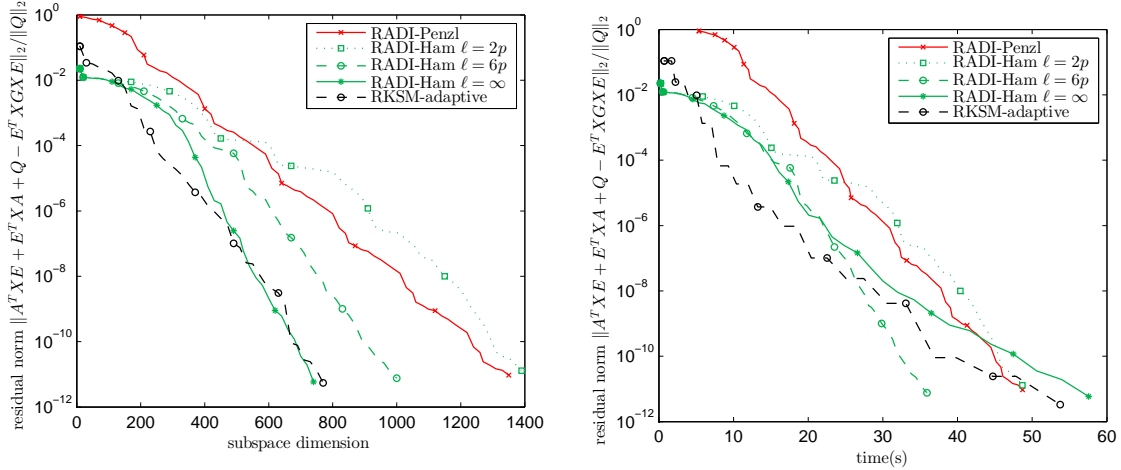 residual norm ||A^T XE + E^T XA + Q − E^T XGXE||_2/||Q||_2
10^0
10^−2
10^−4
10^−6
10^−8
10^−10
10^−12
0 200 400 600 800 1000 1200 1400
subspace dimension
RADI-Penzl
RADI-Ham ℓ = 2p
RADI-Ham ℓ = 6p
RADI-Ham ℓ = ∞
RKSM-adaptive
residual norm ||A^T XE + E^T XA + Q − E^T XGXE||_2/||Q||_2
10^0
10^−2
10^−4
10^−6
10^−8
10^−10
10^−12
0 10 20 30 40 50 60
time(s)
RADI-Penzl
RADI-Ham ℓ = 2p
RADI-Ham ℓ = 6p
RADI-Ham ℓ = ∞
RKSM-adaptive